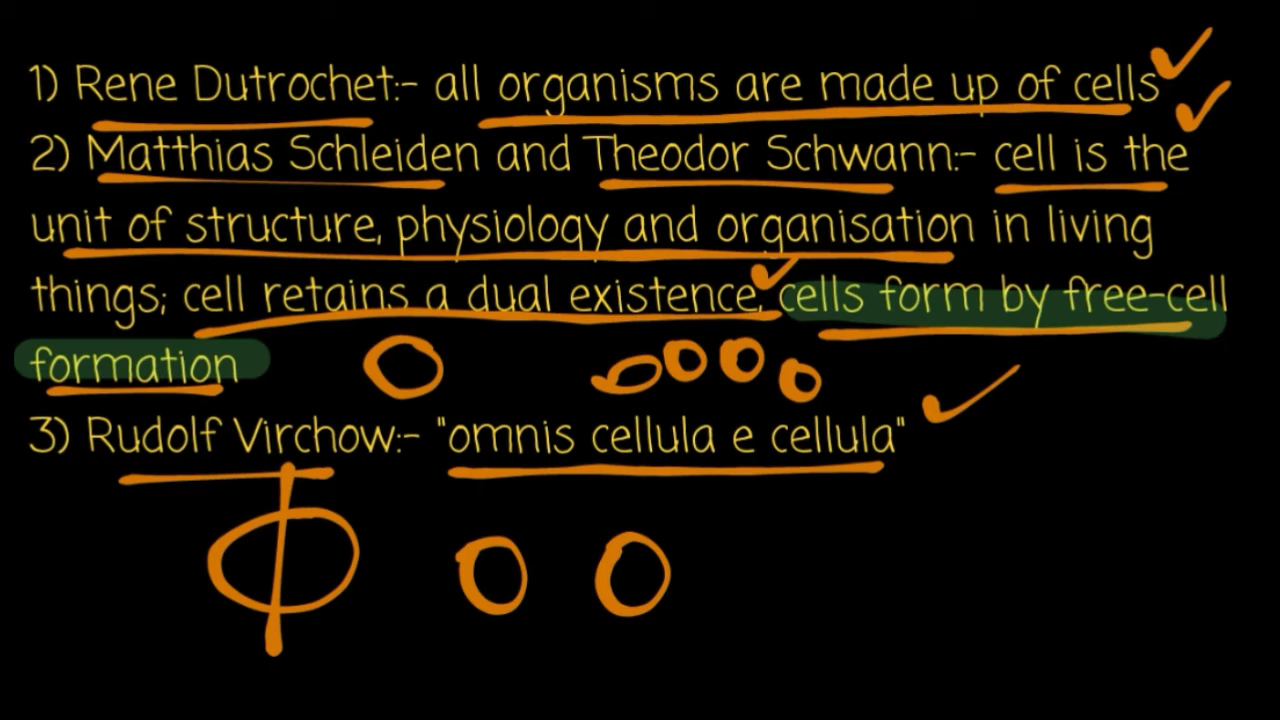 1) Rene Dutrochet:- all organisms are made up of cells
2) Matthias Schleiden and Theodor Schwann:- cell is the
unit of structure, physiology and organisation in living
things; cell retains a dual existence, cells form by free-cell
formation
3) Rudolf Virchow:- "omnis cellula e cellula"